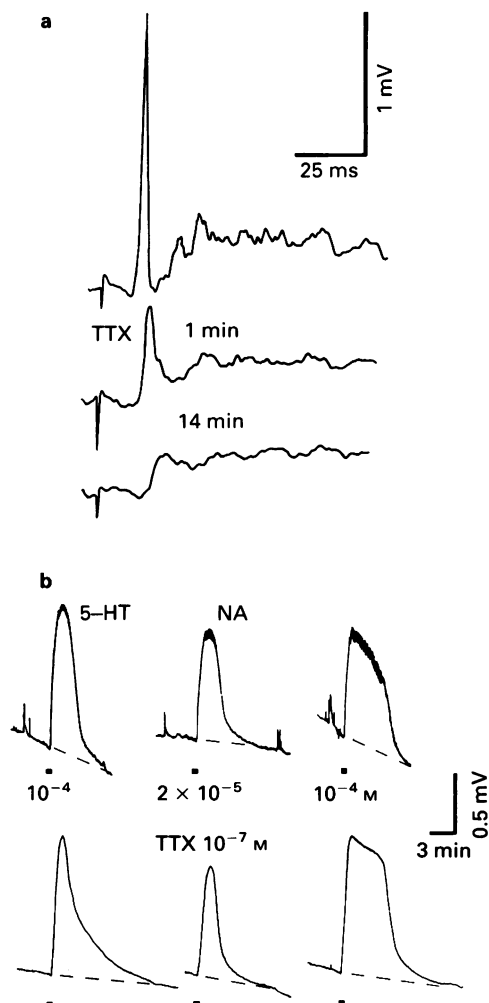 a
1 mV
25 ms
TTX 1 min
14 min
b
5–HT NA
10⁻⁴ 2 × 10⁻⁵ 10⁻⁴ M
0.5 mV
3 min
TTX 10⁻⁷ M